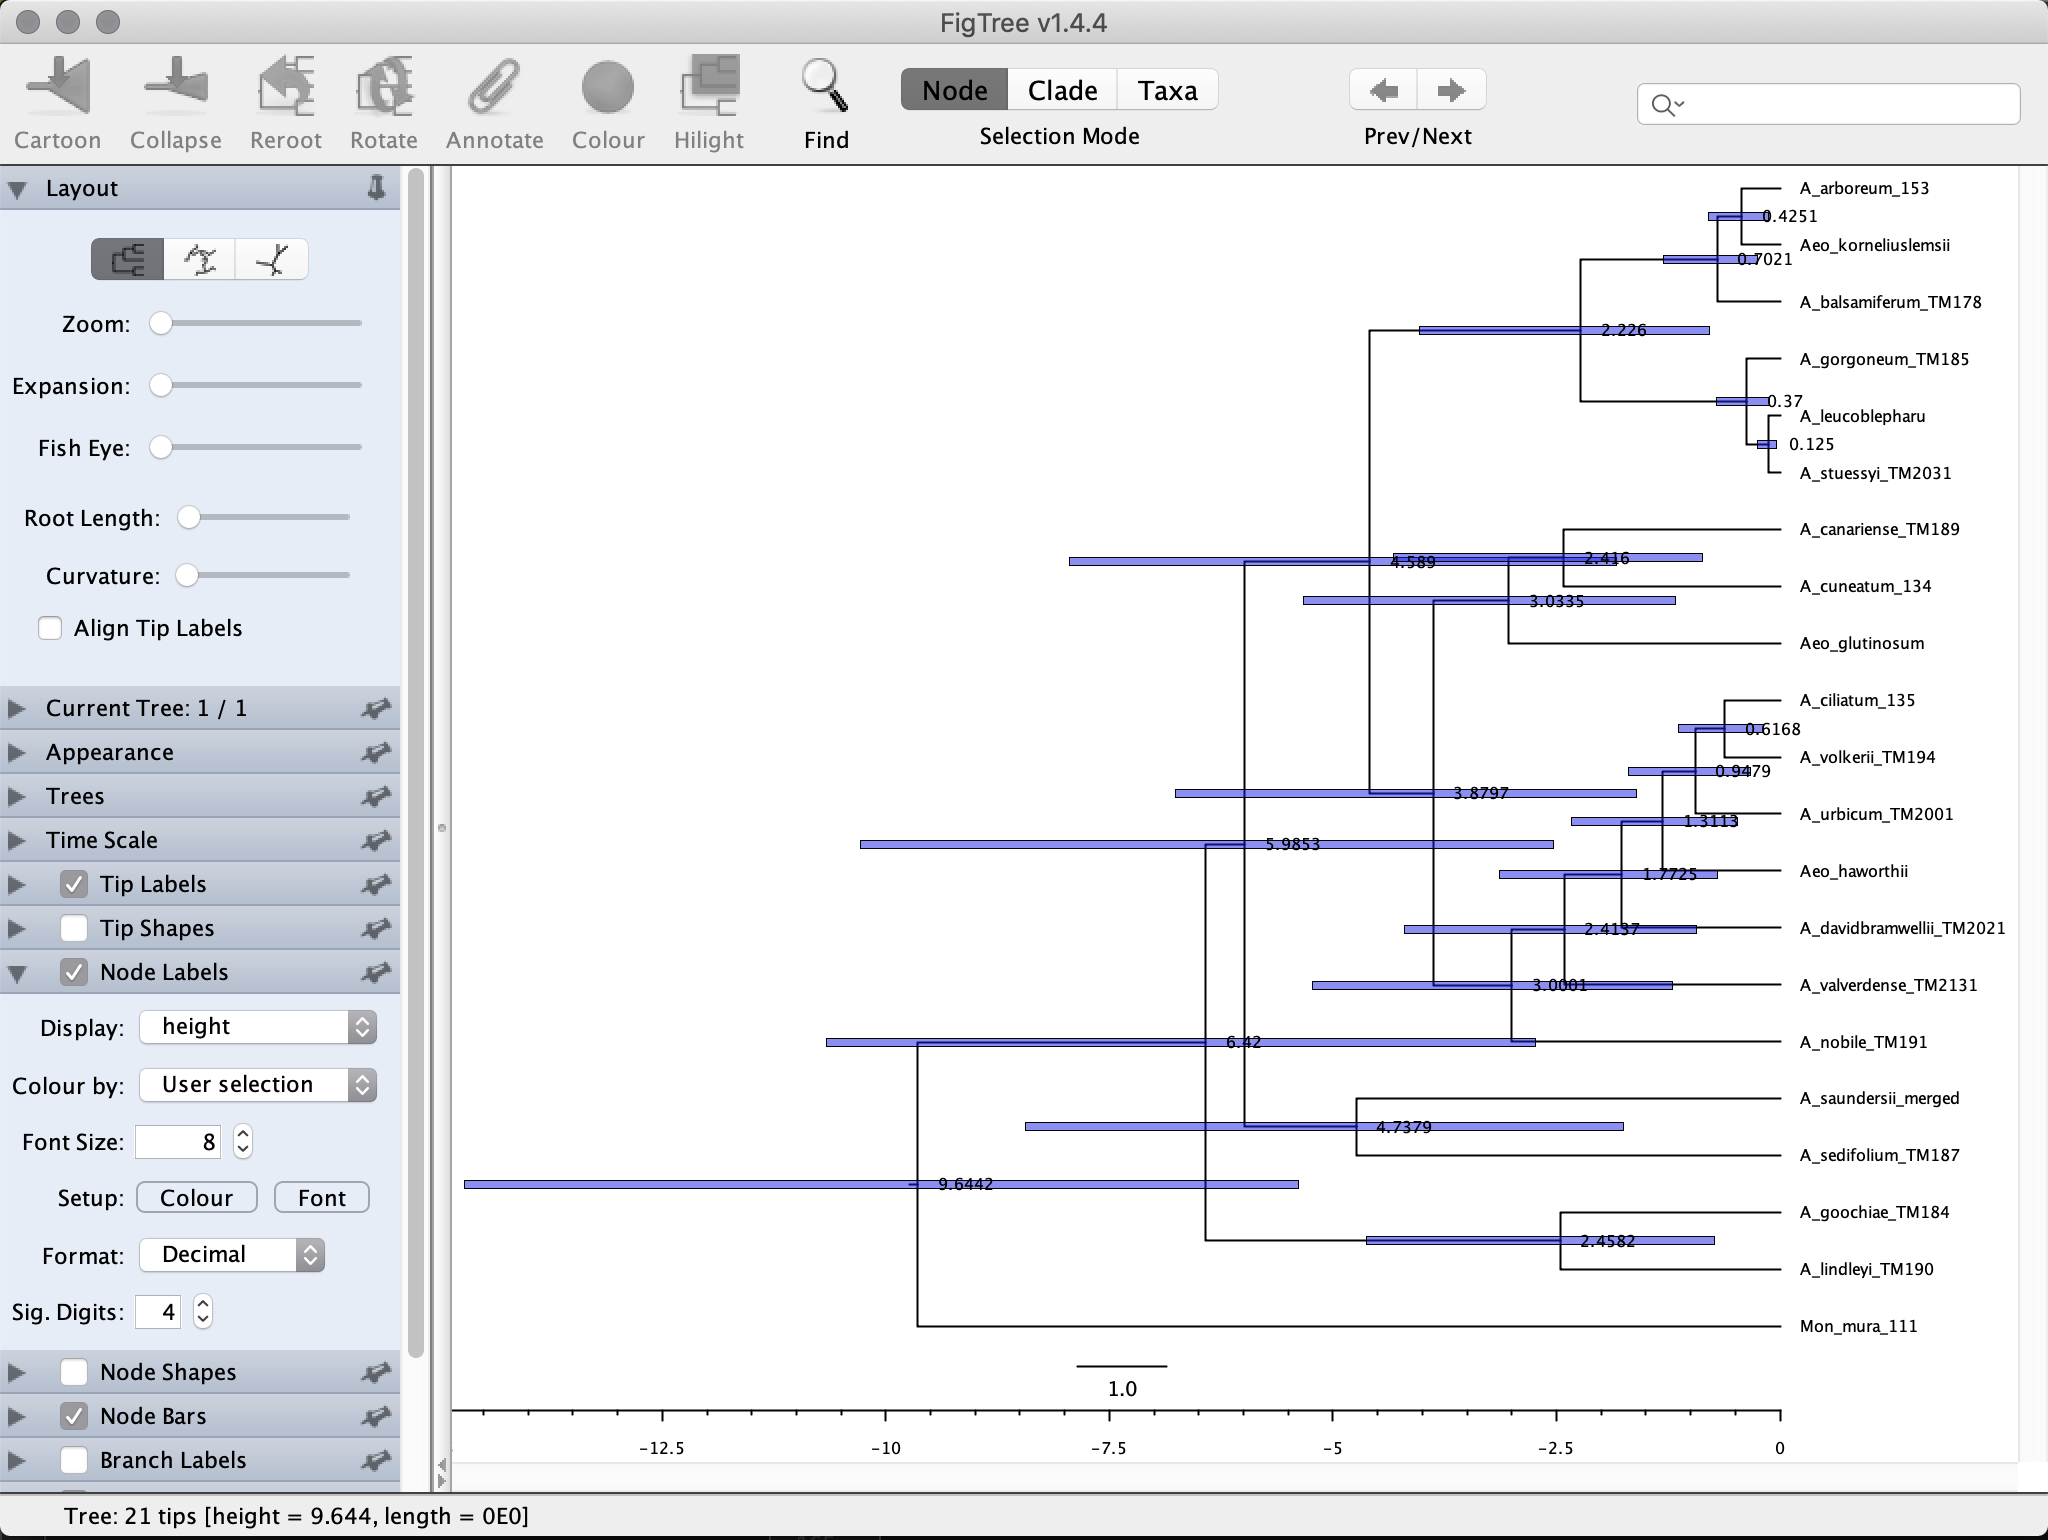 FigTree v1.4.4
Cartoon Collapse Reroot Rotate Annotate Colour Hilight Find
Node Clade Taxa
Selection Mode
Prev/Next
Layout
Zoom:
Expansion:
Fish Eye:
Root Length:
Curvature:
Align Tip Labels
Current Tree: 1 / 1
Appearance
Trees
Time Scale
Tip Labels
Tip Shapes
Node Labels
Display: height
Colour by: User selection
Font Size: 8
Setup: Colour Font
Format: Decimal
Sig. Digits: 4
Node Shapes
Node Bars
Branch Labels
A_arboreum_153
0.4251
Aeo_korneliuslemsii
0.7021
A_balsamiferum_TM178
2.226
A_gorgoneum_TM185
0.37
A_leucoblepharu
0.125
A_stuessyi_TM2031
A_canariense_TM189
4.589
2.416
A_cuneatum_134
3.0335
Aeo_glutinosum
A_ciliatum_135
0.6168
A_volkerii_TM194
0.9479
3.8797
A_urbicum_TM2001
1.3113
5.9853
Aeo_haworthii
1.7725
A_davidbramwellii_TM2021
2.4137
A_valverdense_TM2131
3.0001
A_nobile_TM191
6.42
A_saundersii_merged
4.7379
A_sedifolium_TM187
9.6442
A_goochiae_TM184
2.4582
A_lindleyi_TM190
Mon_mura_111
1.0
-12.5 -10 -7.5 -5 -2.5 0
Tree: 21 tips [height = 9.644, length = 0E0]